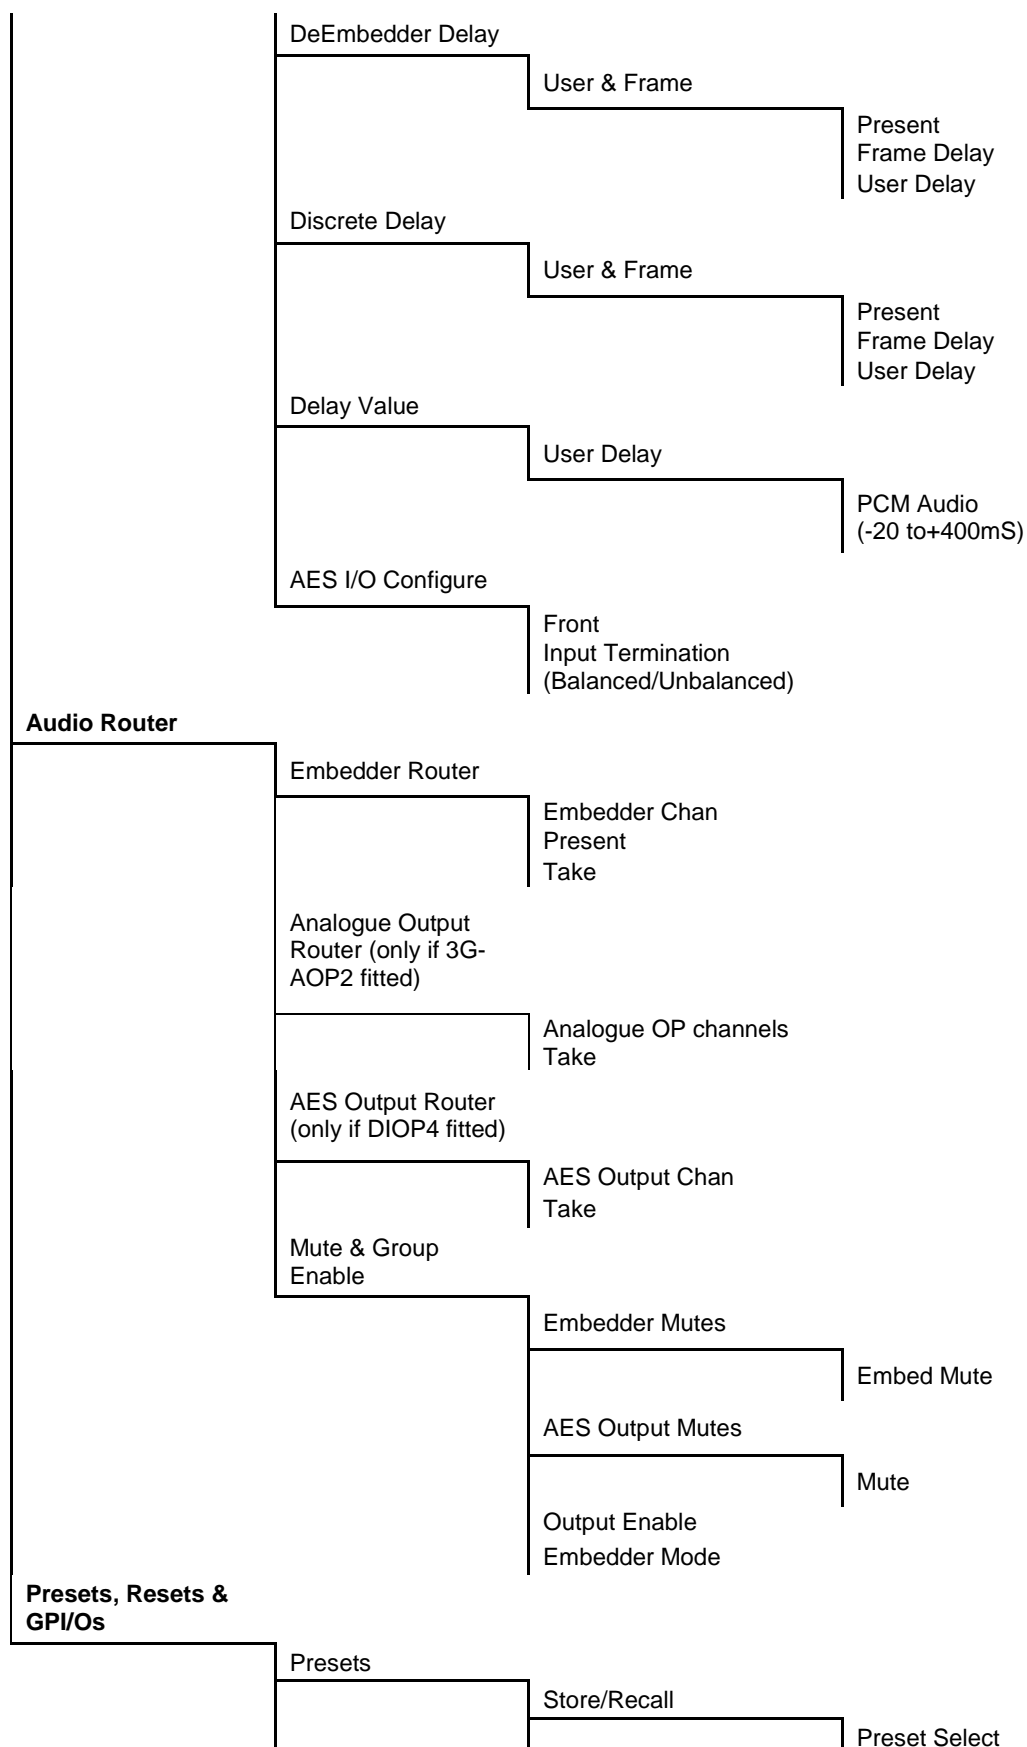 DeEmbedder Delay
User & Frame
Present
Frame Delay
User Delay
Discrete Delay
User & Frame
Present
Frame Delay
User Delay
Delay Value
User Delay
PCM Audio
(-20 to+400mS)
AES I/O Configure
Front
Input Termination
(Balanced/Unbalanced)
Audio Router
Embedder Router
Embedder Chan
Present
Take
Analogue Output
Router (only if 3G-
AOP2 fitted)
Analogue OP channels
Take
AES Output Router
(only if DIOP4 fitted)
AES Output Chan
Take
Mute & Group
Enable
Embedder Mutes
Embed Mute
AES Output Mutes
Mute
Output Enable
Embedder Mode
Presets, Resets &
GPI/Os
Presets
Store/Recall
Preset Select